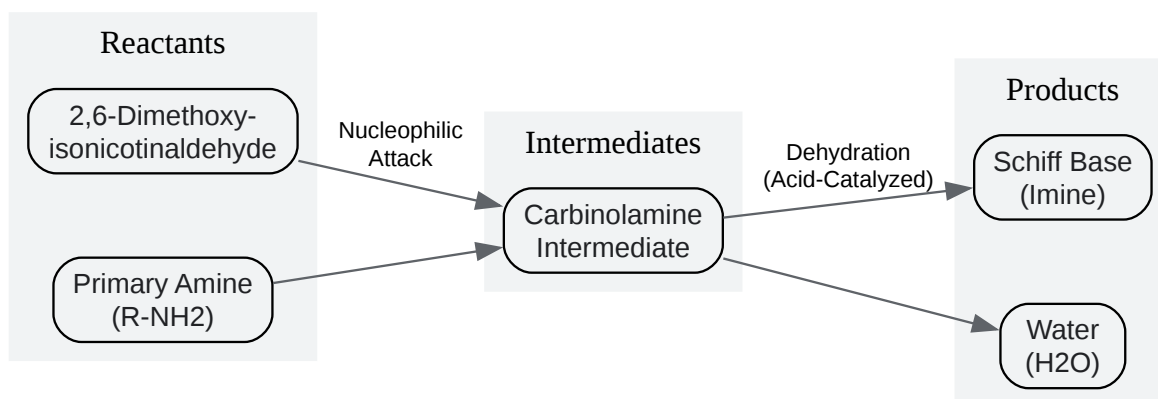 Reactants
2,6-Dimethoxy-
isonicotinaldehyde
Primary Amine
(R-NH2)
Nucleophilic
Attack
Intermediates
Carbinolamine
Intermediate
Dehydration
(Acid-Catalyzed)
Products
Schiff Base
(Imine)
Water
(H2O)